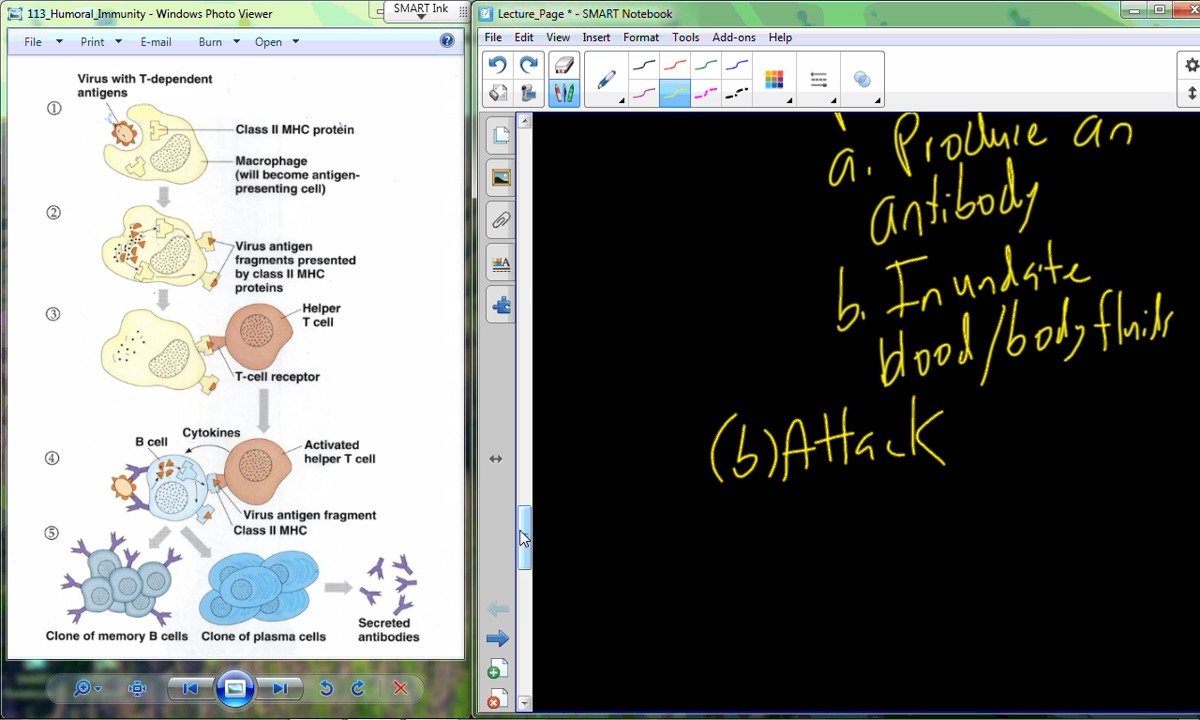 113_Humoral_Immunity - Windows Photo Viewer
SMART Ink
File Print E-mail Burn Open
Virus with T-dependent
antigens
①
Class II MHC protein
Macrophage
(will become antigen-
presenting cell)
②
Virus antigen
fragments presented
by class II MHC
proteins
③
Helper
T cell
T-cell receptor
④
B cell
Cytokines
Activated
helper T cell
Virus antigen fragment
Class II MHC
⑤
Clone of memory B cells
Clone of plasma cells
Secreted
antibodies
Lecture_Page * - SMART Notebook
File Edit View Insert Format Tools Add-ons Help
a. Produce an
antibody
b. Inundate
blood/body fluids
(b) Attack